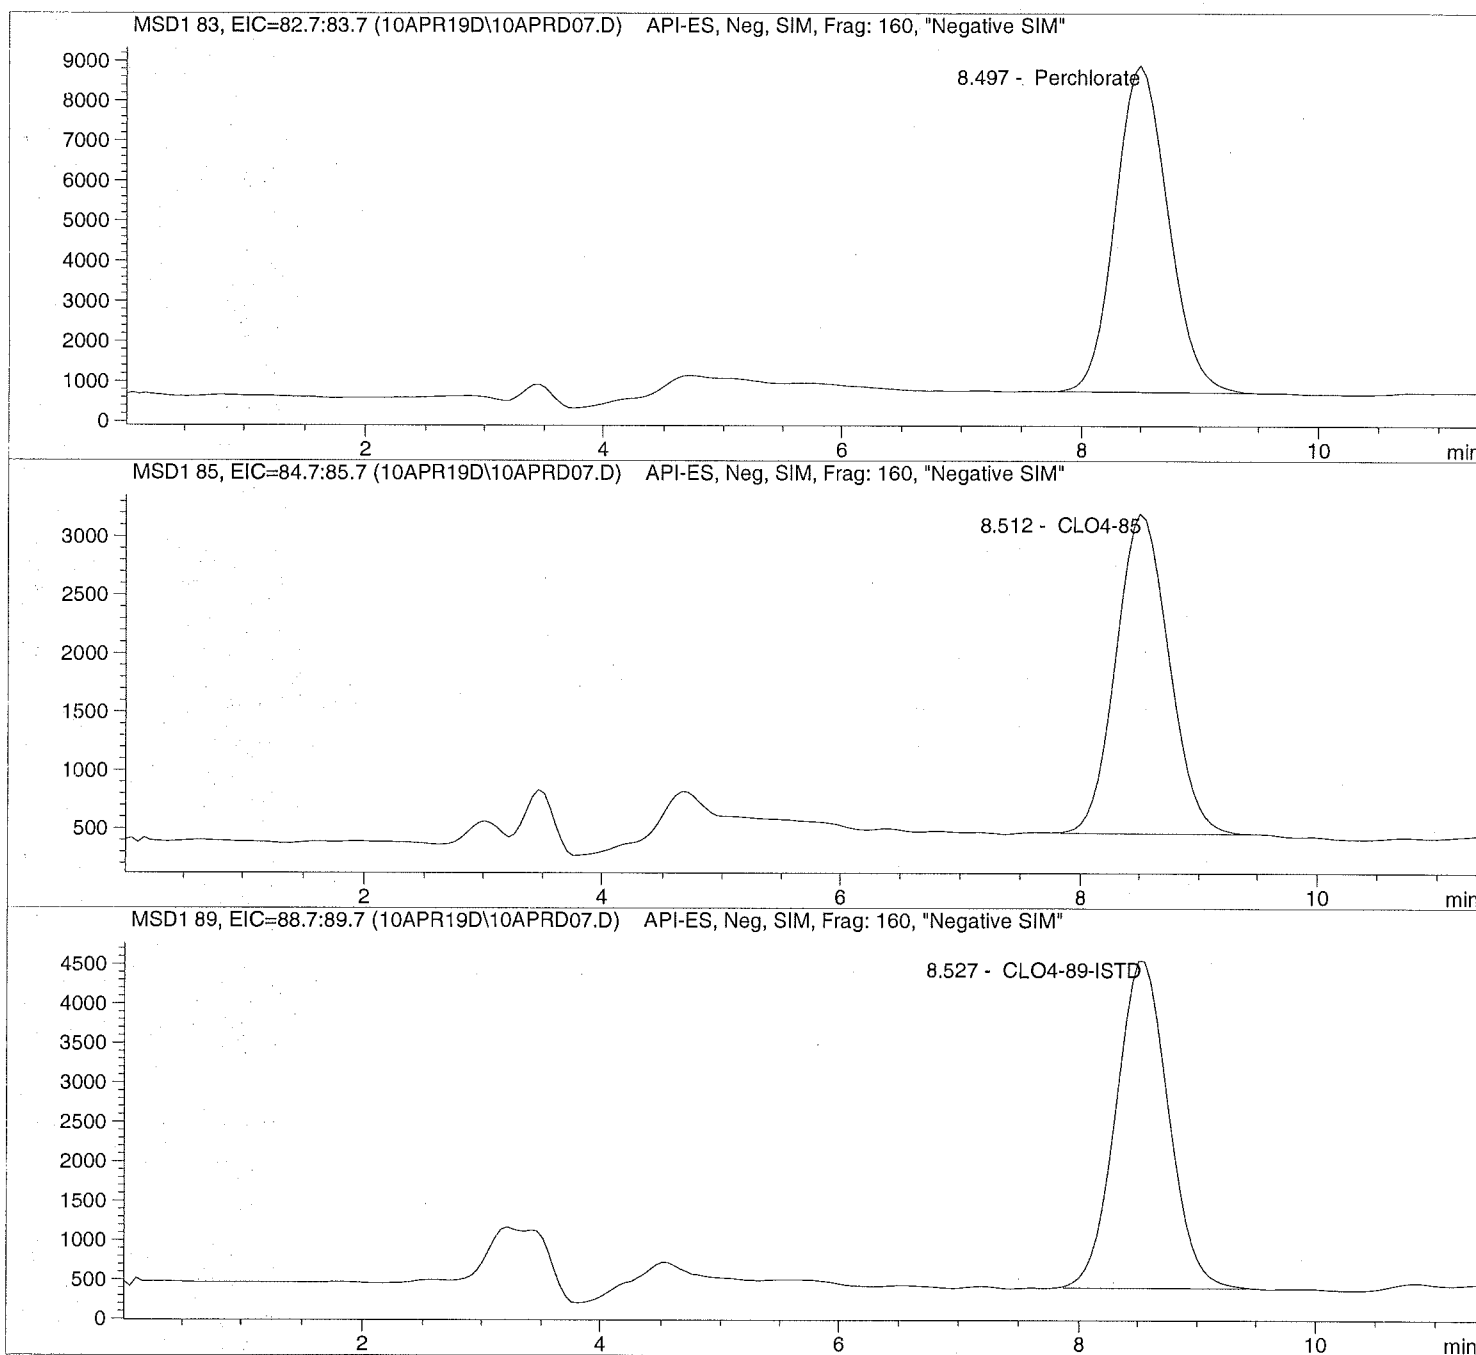 MSD1 83, EIC=82.7:83.7 (10APR19D\10APRD07.D) API-ES, Neg, SIM, Frag: 160, "Negative SIM"
9000
8.497 - Perchlorate
8000
7000
6000
5000
4000
3000
2000
1000
0
2 4 6 8 10 min
MSD1 85, EIC=84.7:85.7 (10APR19D\10APRD07.D) API-ES, Neg, SIM, Frag: 160, "Negative SIM"
8.512 - CLO4-85
3000
2500
2000
1500
1000
500
2 4 6 8 10 min
MSD1 89, EIC=88.7:89.7 (10APR19D\10APRD07.D) API-ES, Neg, SIM, Frag: 160, "Negative SIM"
4500
8.527 - CLO4-89-ISTD
4000
3500
3000
2500
2000
1500
1000
500
0
2 4 6 8 10 min